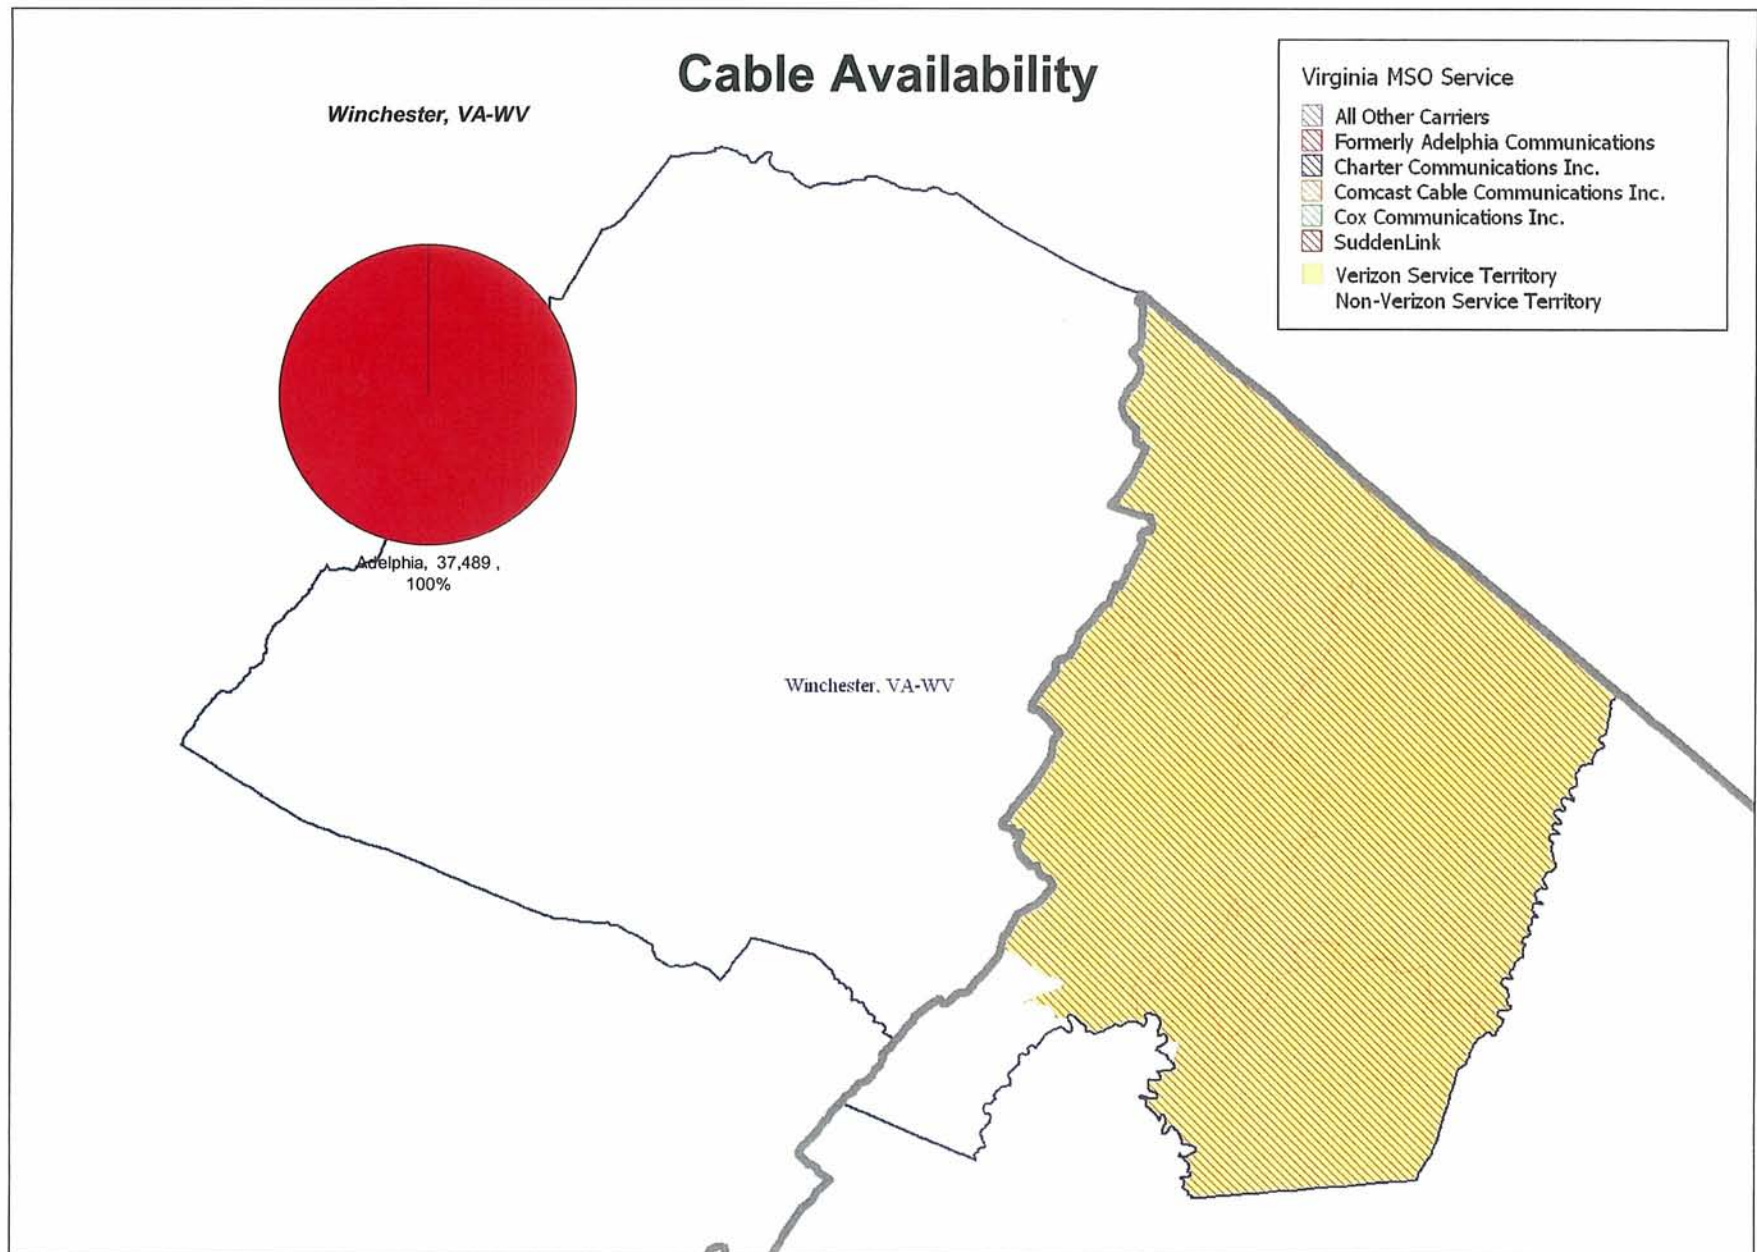 Cable Availability
Winchester, VA-WV
Virginia MSO Service
All Other Carriers
Formerly Adelphia Communications
Charter Communications Inc.
Comcast Cable Communications Inc.
Cox Communications Inc.
SuddenLink
Verizon Service Territory
Non-Verizon Service Territory
Adelphia, 37,489 ,
100%
Winchester, VA-WV